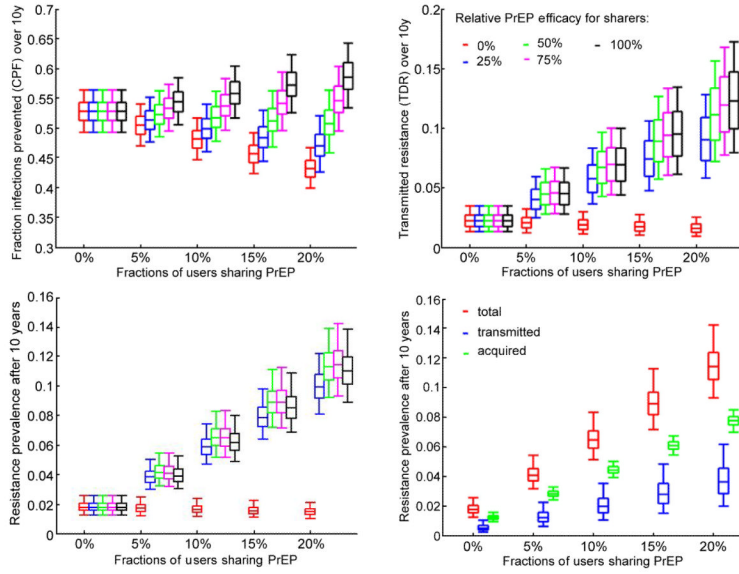 Fraction infections prevented (CPF) over 10y
0.65
0.6
0.55
0.5
0.45
0.4
0.35
0.3
0% 5% 10% 15% 20%
Fractions of users sharing PrEP
Transmitted resistance (TDR) over 10y
0.2
0.15
0.1
0.05
0
Relative PrEP efficacy for sharers:
0% 50% 100%
25% 75%
0% 5% 10% 15% 20%
Fractions of users sharing PrEP
Resistance prevalence after 10 years
0.16
0.14
0.12
0.1
0.08
0.06
0.04
0.02
0
0% 5% 10% 15% 20%
Fractions of users sharing PrEP
Resistance prevalence after 10 years
0.16
0.14
0.12
0.1
0.08
0.06
0.04
0.02
0
total
transmitted
acquired
0% 5% 10% 15% 20%
Fractions of users sharing PrEP